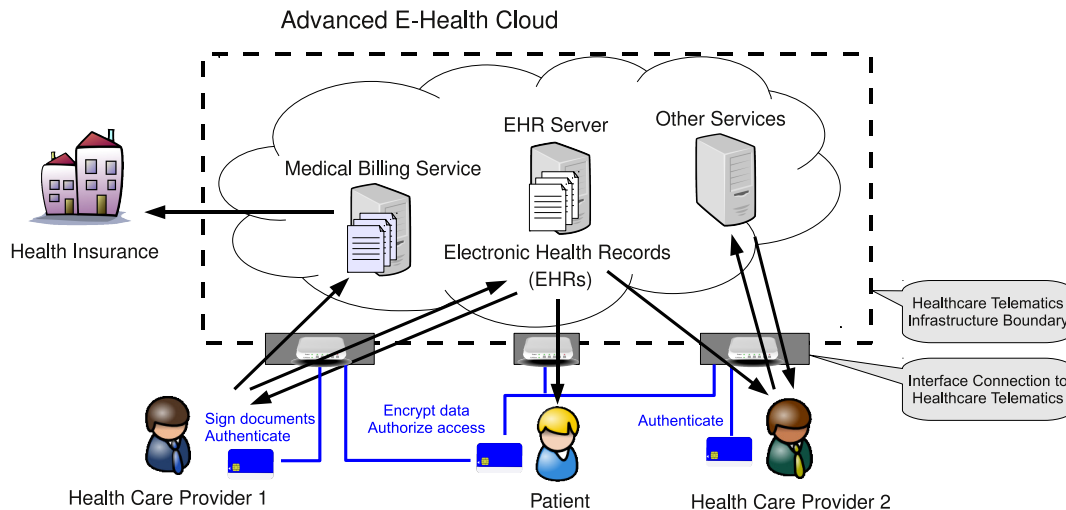 Advanced E-Health Cloud
EHR Server
Other Services
Medical Billing Service
Health Insurance
Electronic Health Records
(EHRs)
Healthcare Telematics
Infrastructure Boundary
Interface Connection to
Healthcare Telematics
Sign documents
Authenticate
Encrypt data
Authorize access
Authenticate
Health Care Provider 1
Patient
Health Care Provider 2